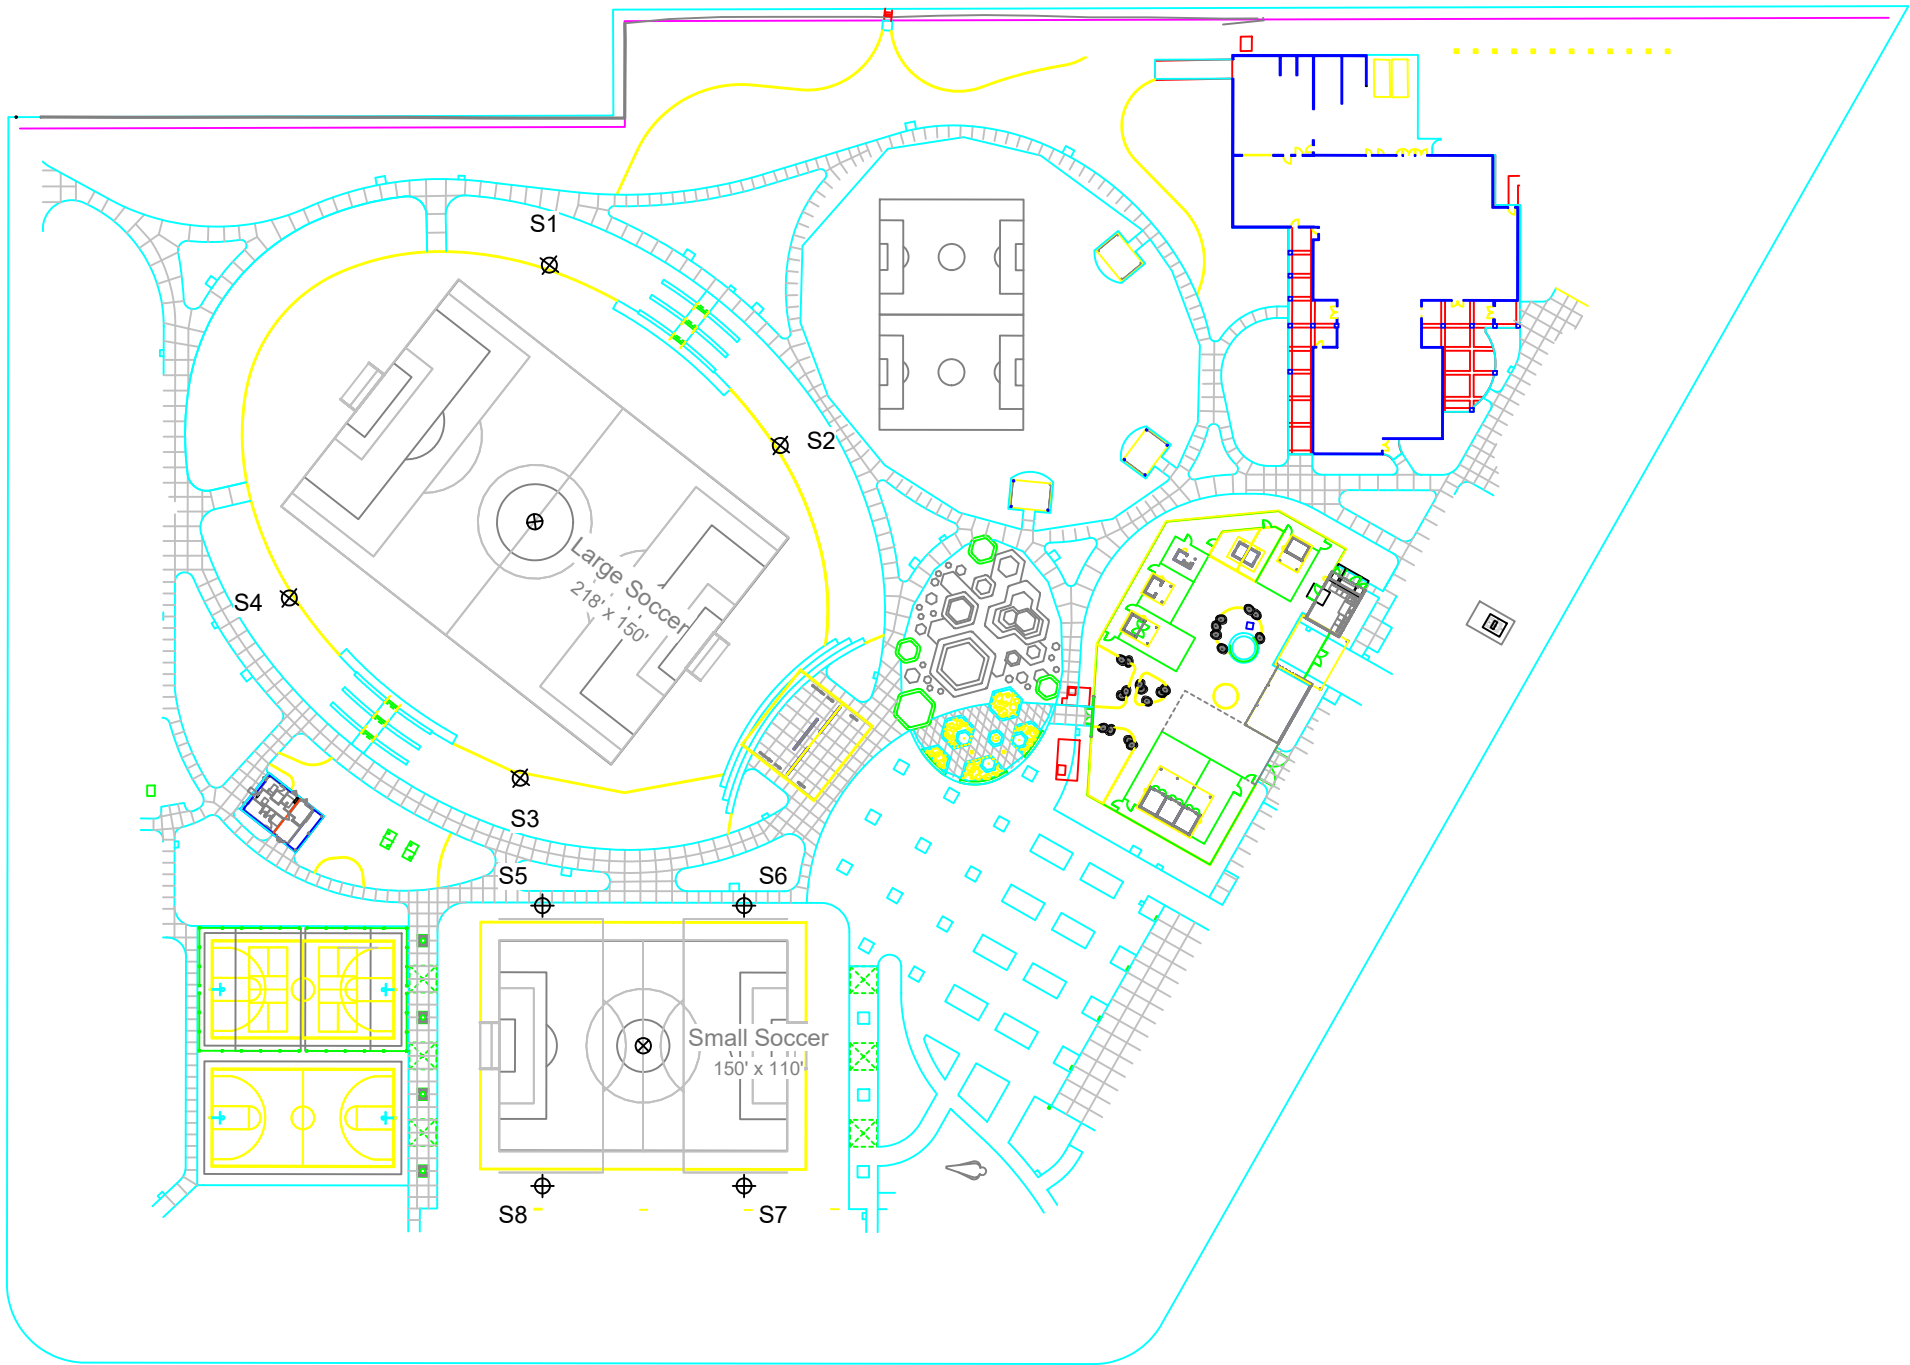 S1
S2
Large Soccer
218' x 150'
S4
S3
S5
S6
Small Soccer
150' x 110'
S8
S7